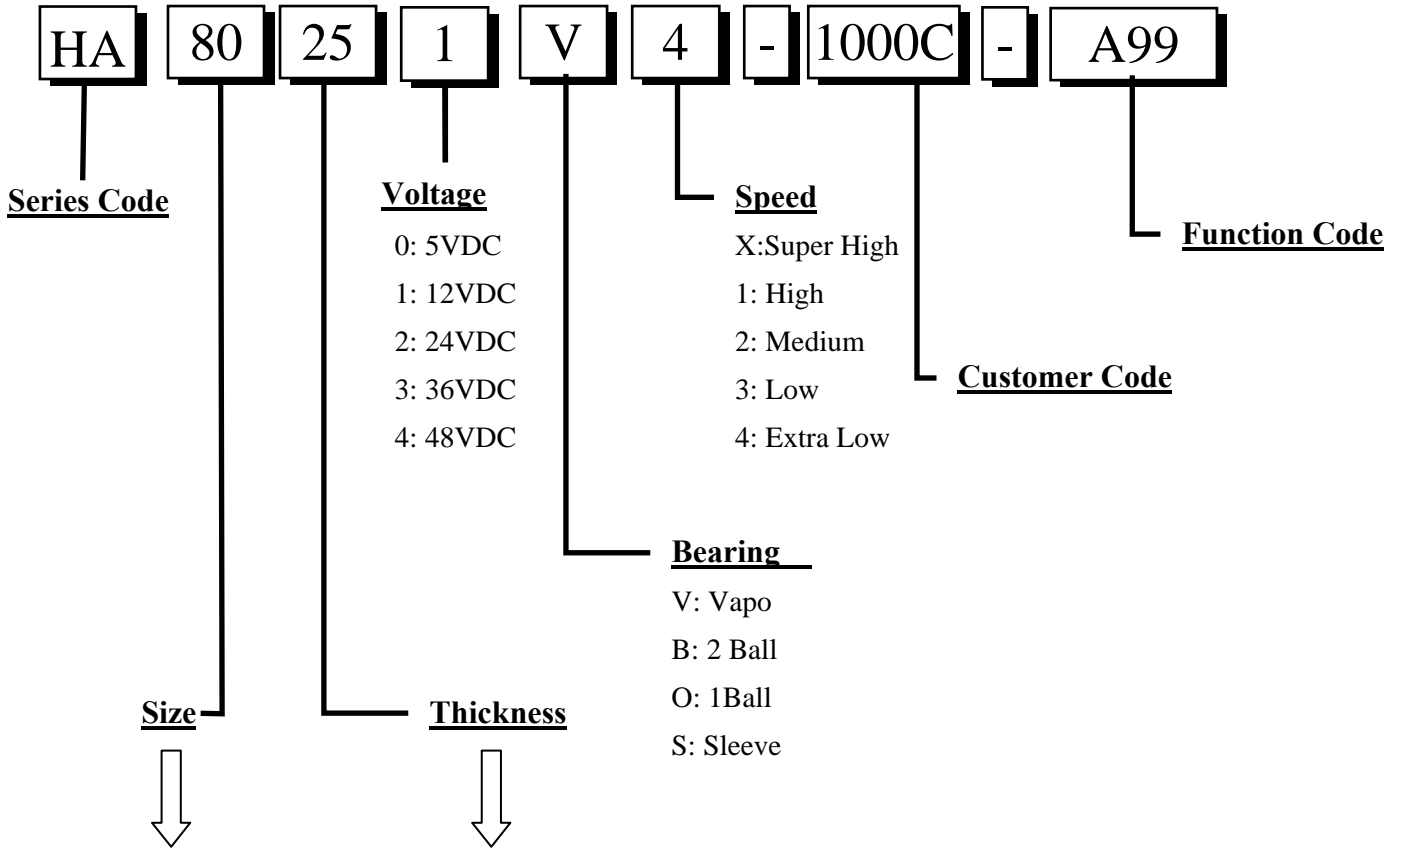 HA 80 25 1 V 4 - 1000C - A99
Series Code
Voltage
0: 5VDC
1: 12VDC
2: 24VDC
3: 36VDC
4: 48VDC
Speed
X:Super High
1: High
2: Medium
3: Low
4: Extra Low
Function Code
Customer Code
Bearing
V: Vapo
B: 2 Ball
O: 1Ball
S: Sleeve
Size
Thickness